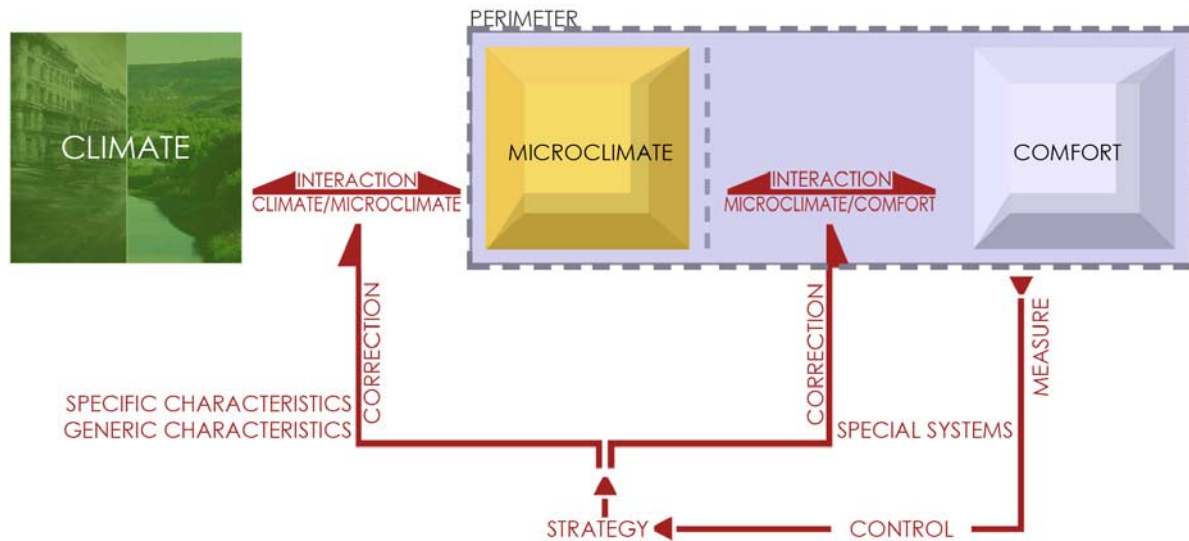 PERIMETER
CLIMATE
MICROCLIMATE
COMFORT
INTERACTION
CLIMATE/MICROCLIMATE
INTERACTION
MICROCLIMATE/COMFORT
CORRECTION
CORRECTION
MEASURE
SPECIFIC CHARACTERISTICS
GENERIC CHARACTERISTICS
SPECIAL SYSTEMS
STRATEGY
CONTROL